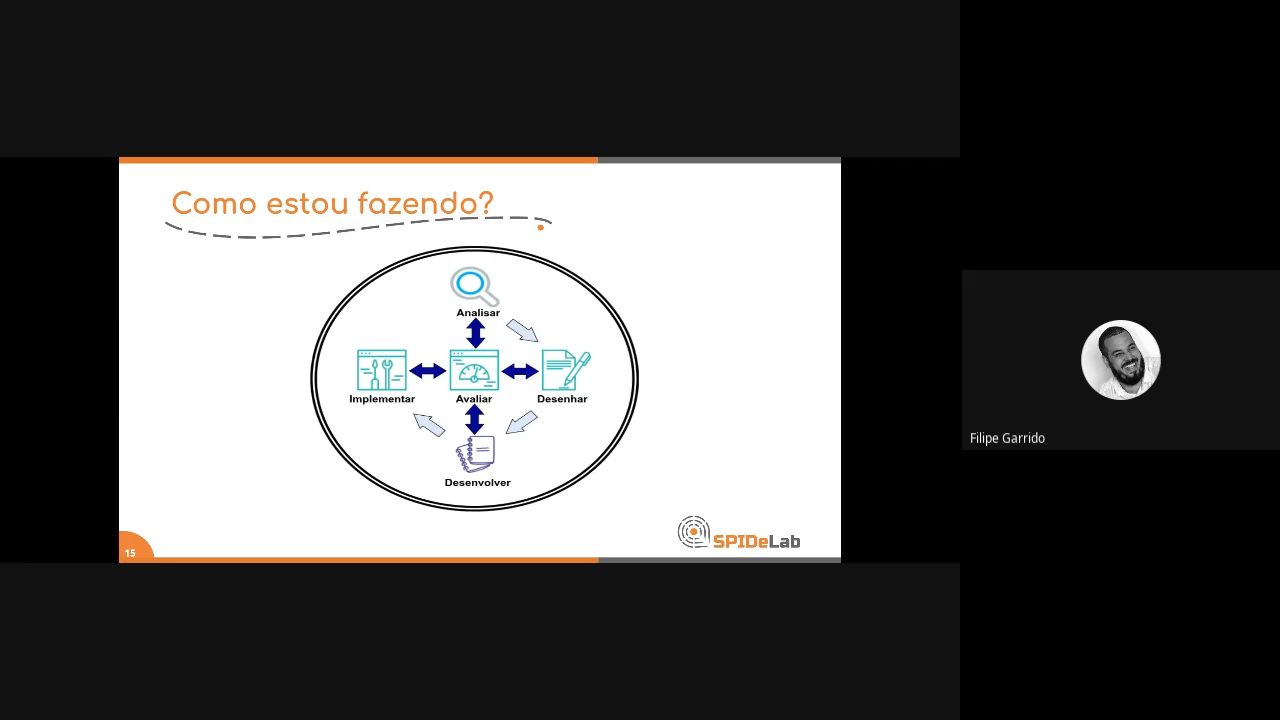 Como estou fazendo?
Analisar
Implementar
Avaliar
Desenhar
Desenvolver
15
SPIDeLab
Filipe Garrido